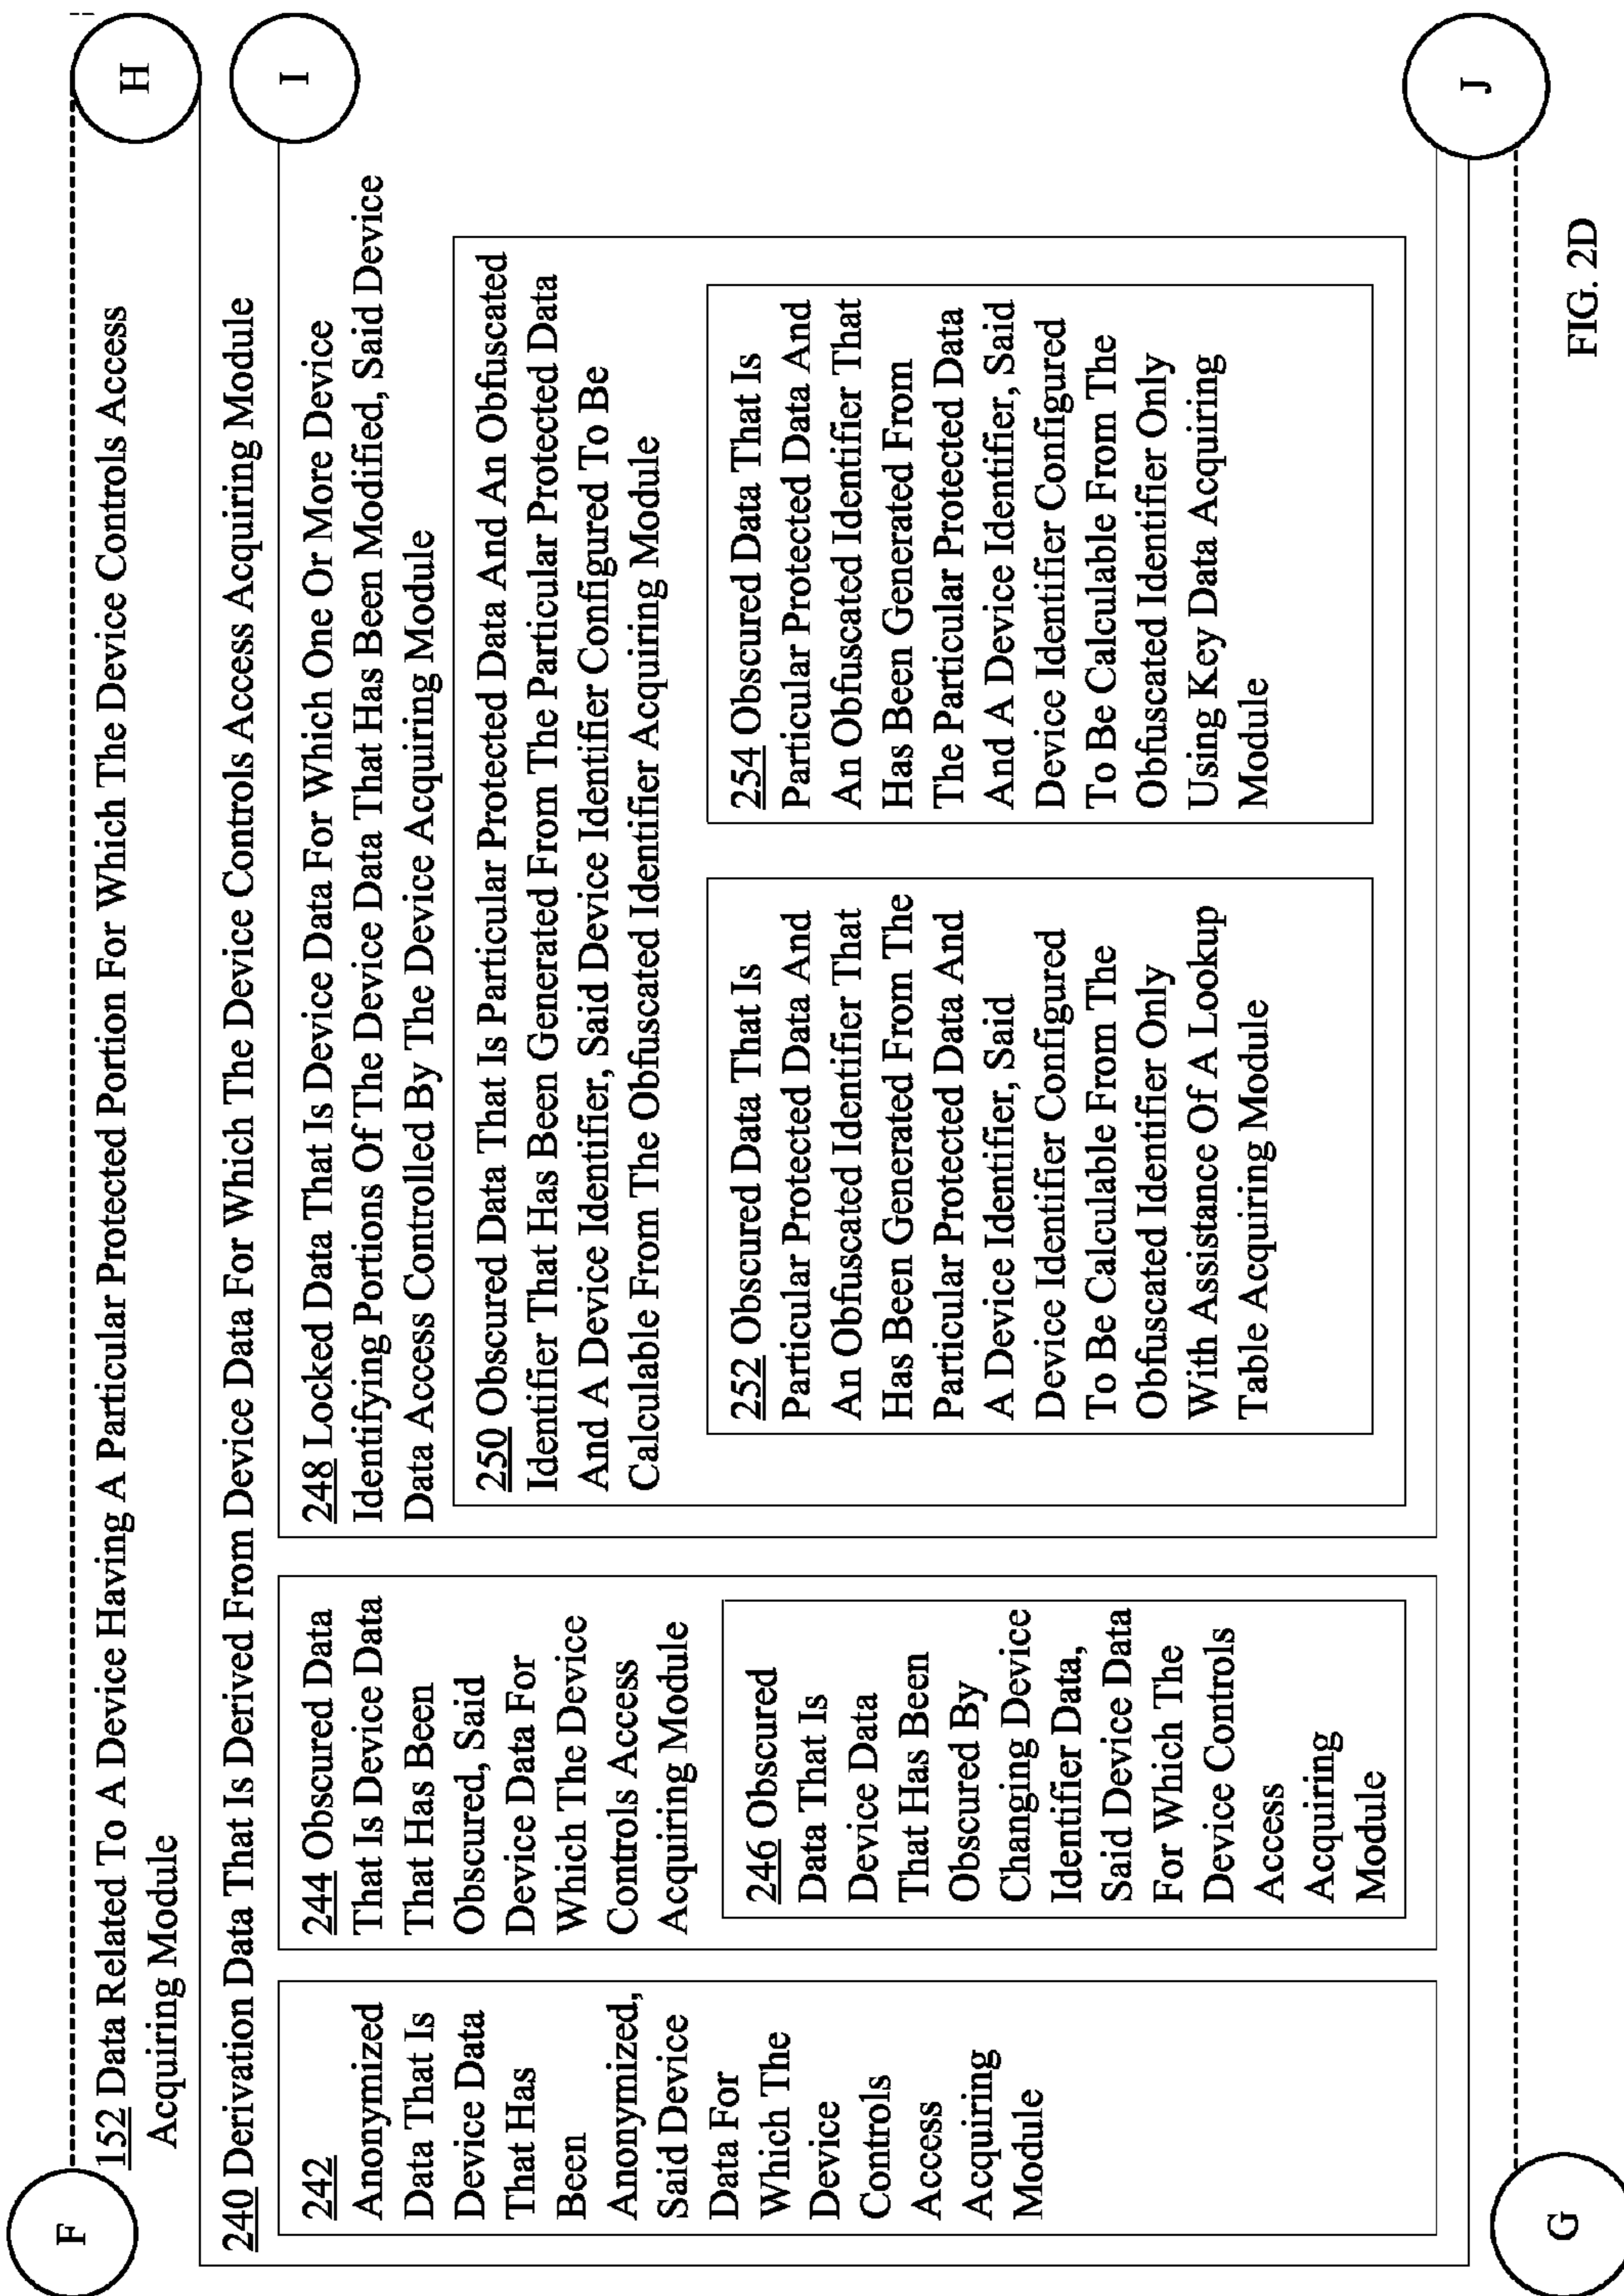 F
H
152 Data Related To A Device Having A Particular Protected Portion For Which The Device Controls Access
Acquiring Module
240 Derivation Data That Is Derived From Device Data For Which The Device Controls Access Acquiring Module
I
242
Anonymized
Data That Is
Device Data
That Has
Been
Anonymized,
Said Device
Data For
Which The
Device
Controls
Access
Acquiring
Module
244 Obscured Data
That Is Device Data
That Has Been
Obscured, Said
Device Data For
Which The Device
Controls Access
Acquiring Module
246 Obscured
Data That Is
Device Data
That Has Been
Obscured By
Changing Device
Identifier Data,
Said Device Data
For Which The
Device Controls
Access
Acquiring
Module
248 Locked Data That Is Device Data For Which One Or More Device
Identifying Portions Of The Device Data That Has Been Modified, Said Device
Data Access Controlled By The Device Acquiring Module
250 Obscured Data That Is Particular Protected Data And An Obfuscated
Identifier That Has Been Generated From The Particular Protected Data
And A Device Identifier, Said Device Identifier Configured To Be
Calculable From The Obfuscated Identifier Acquiring Module
252 Obscured Data That Is
Particular Protected Data And
An Obfuscated Identifier That
Has Been Generated From The
Particular Protected Data And
A Device Identifier, Said
Device Identifier Configured
To Be Calculable From The
Obfuscated Identifier Only
With Assistance Of A Lookup
Table Acquiring Module
254 Obscured Data That Is
Particular Protected Data And
An Obfuscated Identifier That
Has Been Generated From
The Particular Protected Data
And A Device Identifier, Said
Device Identifier Configured
To Be Calculable From The
Obfuscated Identifier Only
Using Key Data Acquiring
Module
G
J
FIG. 2D